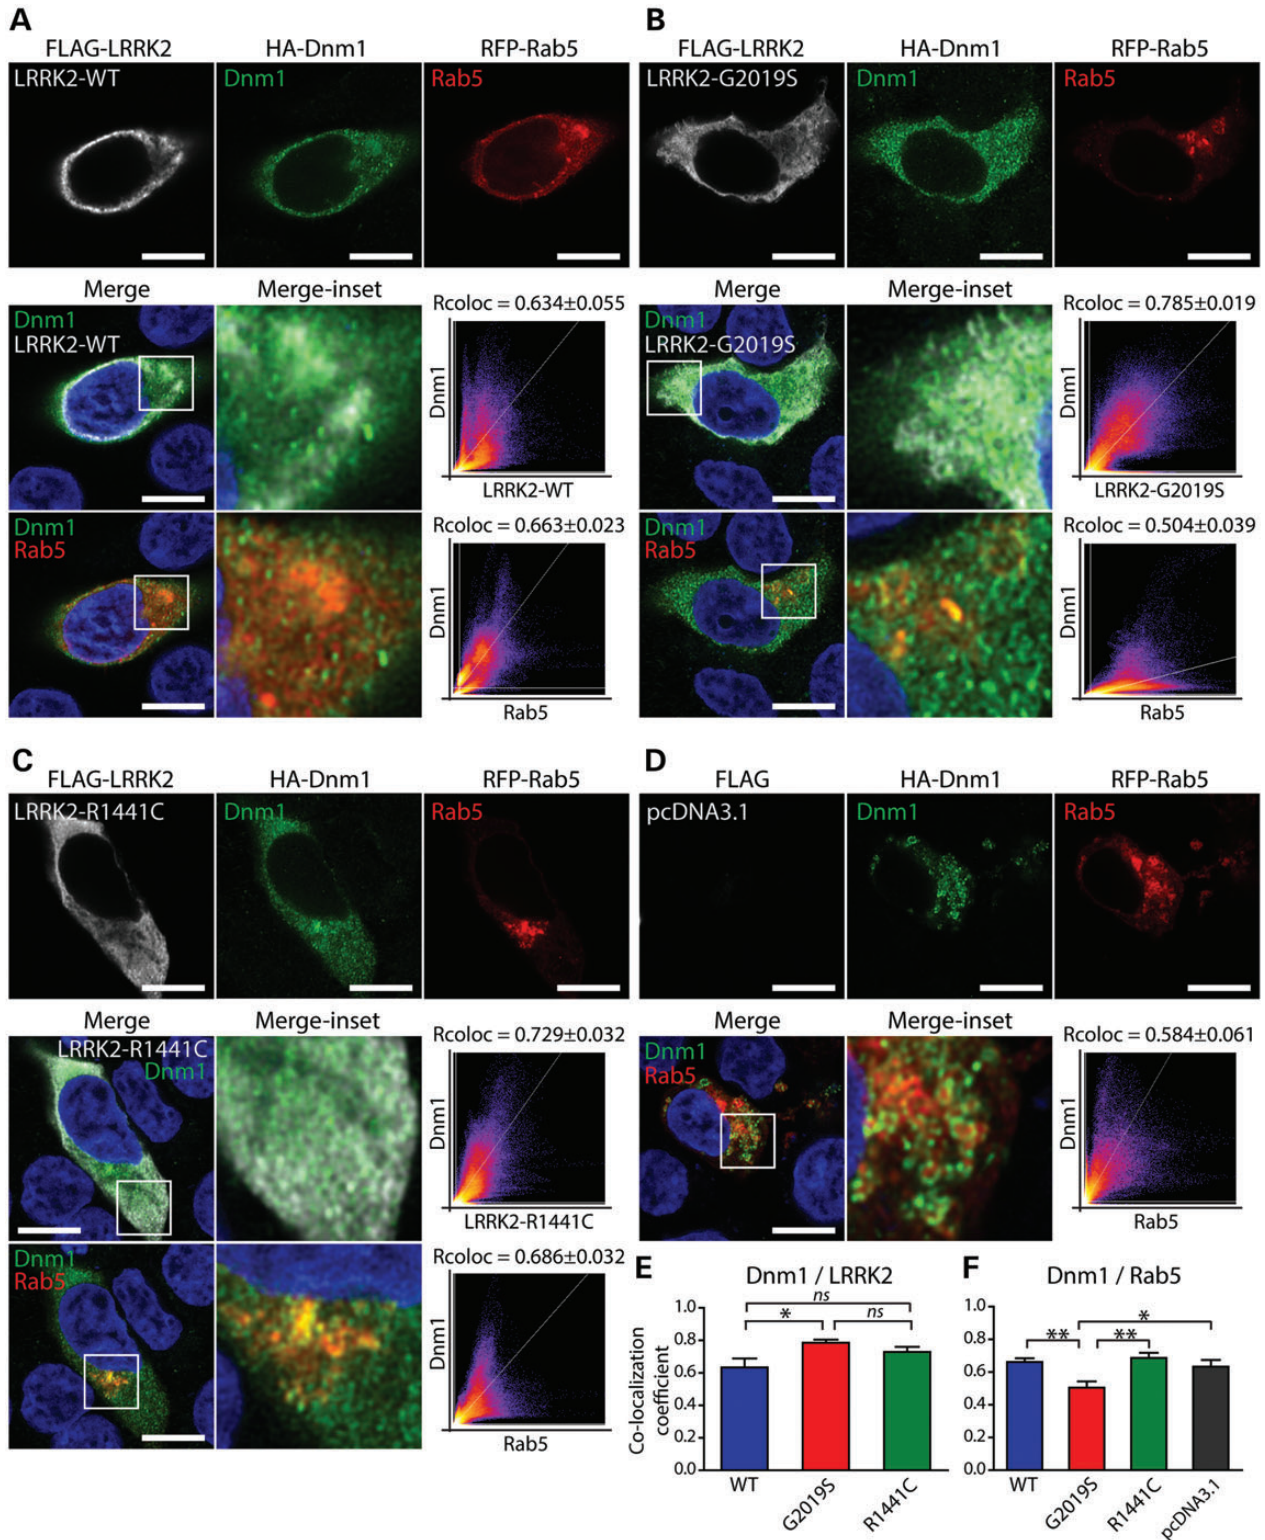 A
FLAG-LRRK2 HA-Dnm1 RFP-Rab5
LRRK2-WT Dnm1 Rab5
Merge Merge-inset Rcoloc = 0.634±0.055
Dnm1
LRRK2-WT
Dnm1
LRRK2-WT
Dnm1
Rab5
Rcoloc = 0.663±0.023
Dnm1
Rab5
B
FLAG-LRRK2 HA-Dnm1 RFP-Rab5
LRRK2-G2019S Dnm1 Rab5
Merge Merge-inset Rcoloc = 0.785±0.019
Dnm1
LRRK2-G2019S
Dnm1
LRRK2-G2019S
Dnm1
Rab5
Rcoloc = 0.504±0.039
Dnm1
Rab5
C
FLAG-LRRK2 HA-Dnm1 RFP-Rab5
LRRK2-R1441C Dnm1 Rab5
Merge Merge-inset Rcoloc = 0.729±0.032
LRRK2-R1441C
Dnm1
Dnm1
LRRK2-R1441C
Dnm1
Rab5
Rcoloc = 0.686±0.032
Dnm1
Rab5
D
FLAG HA-Dnm1 RFP-Rab5
pcDNA3.1 Dnm1 Rab5
Merge Merge-inset Rcoloc = 0.584±0.061
Dnm1
Rab5
Dnm1
Rab5
E
Dnm1 / LRRK2
Co-localization
coefficient
1.0
0.8
0.6
0.4
0.2
0.0
ns
* ns
WT G2019S R1441C
F
Dnm1 / Rab5
1.0
0.8
0.6
0.4
0.2
0.0
*
** **
WT G2019S R1441C pcDNA3.1